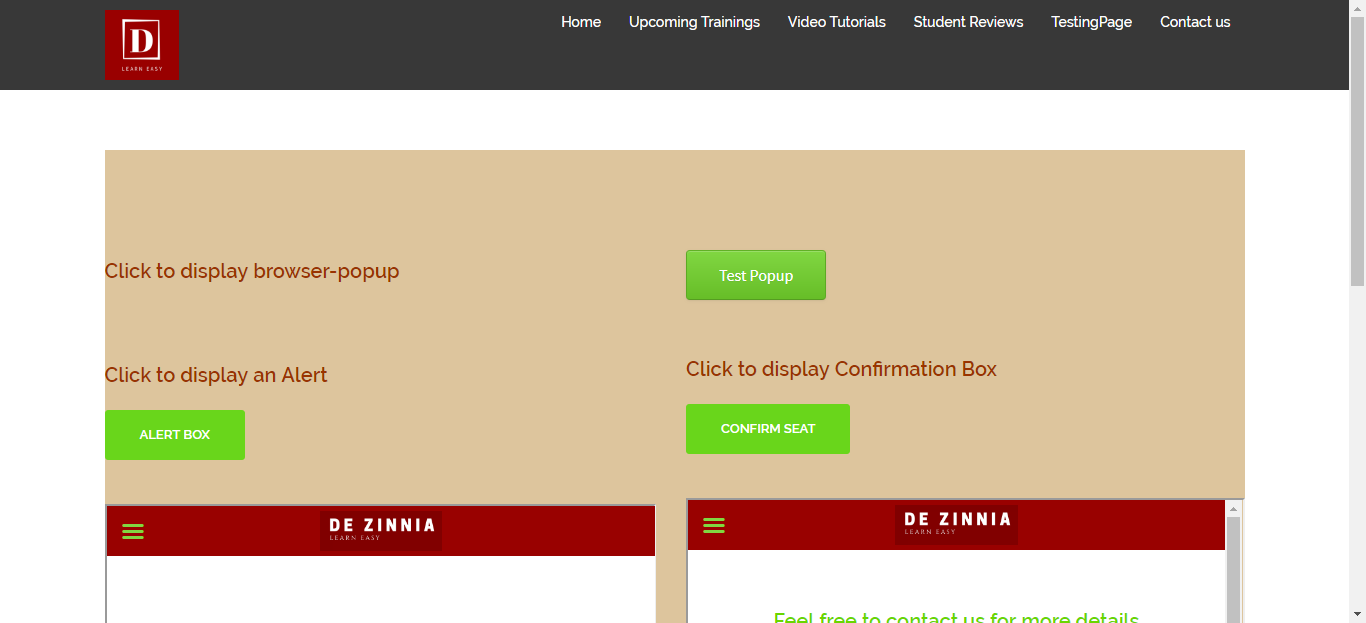 D
LEARN EASY
Home Upcoming Trainings Video Tutorials Student Reviews TestingPage Contact us
Click to display browser-popup
Test Popup
Click to display an Alert
ALERT BOX
Click to display Confirmation Box
CONFIRM SEAT
DE ZINNIA
LEARN EASY
DE ZINNIA
LEARN EASY
Feel free to contact us for more details